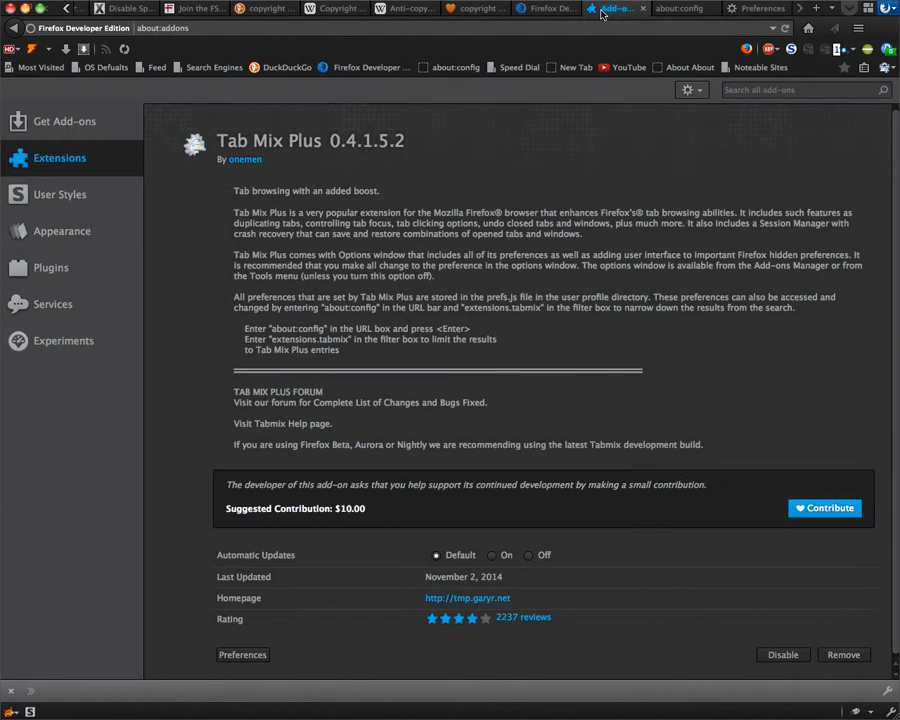 Disable Sp...
Join the FS...
copyright ...
Copyright ...
Anti-copy...
copyright ...
Firefox De...
Add-o...
about:config
Preferences
Firefox Developer Edition
about:addons
Most Visited
OS Defualts
Feed
Search Engines
DuckDuckGo
Firefox Developer ...
about:config
Speed Dial
New Tab
YouTube
About About
Noteable Sites
Search all add-ons
Get Add-ons
Extensions
User Styles
Appearance
Plugins
Services
Experiments
Tab Mix Plus 0.4.1.5.2
By onemen
Tab browsing with an added boost.
Tab Mix Plus is a very popular extension for the Mozilla Firefox® browser that enhances Firefox's® tab browsing abilities. It includes such features as
duplicating tabs, controlling tab focus, tab clicking options, undo closed tabs and windows, plus much more. It also includes a Session Manager with
crash recovery that can save and restore combinations of opened tabs and windows.
Tab Mix Plus comes with Options window that includes all of its preferences as well as adding user interface to important Firefox hidden preferences. It
is recommended that you make all change to the preference in the options window. The options window is available from the Add-ons Manager or from
the Tools menu (unless you turn this option off).
All preferences that are set by Tab Mix Plus are stored in the prefs.js file in the user profile directory. These preferences can also be accessed and
changed by entering "about:config" in the URL bar and "extensions.tabmix" in the filter box to narrow down the results from the search.
Enter "about:config" in the URL box and press <Enter>
Enter "extensions.tabmix" in the filter box to limit the results
to Tab Mix Plus entries
TAB MIX PLUS FORUM
Visit our forum for Complete List of Changes and Bugs Fixed.
Visit Tabmix Help page.
If you are using Firefox Beta, Aurora or Nightly we are recommending using the latest Tabmix development build.
The developer of this add-on asks that you help support its continued development by making a small contribution.
Suggested Contribution: $10.00
Contribute
Automatic Updates
Default
On
Off
Last Updated
November 2, 2014
Homepage
http://tmp.garyr.net
Rating
2237 reviews
Preferences
Disable
Remove